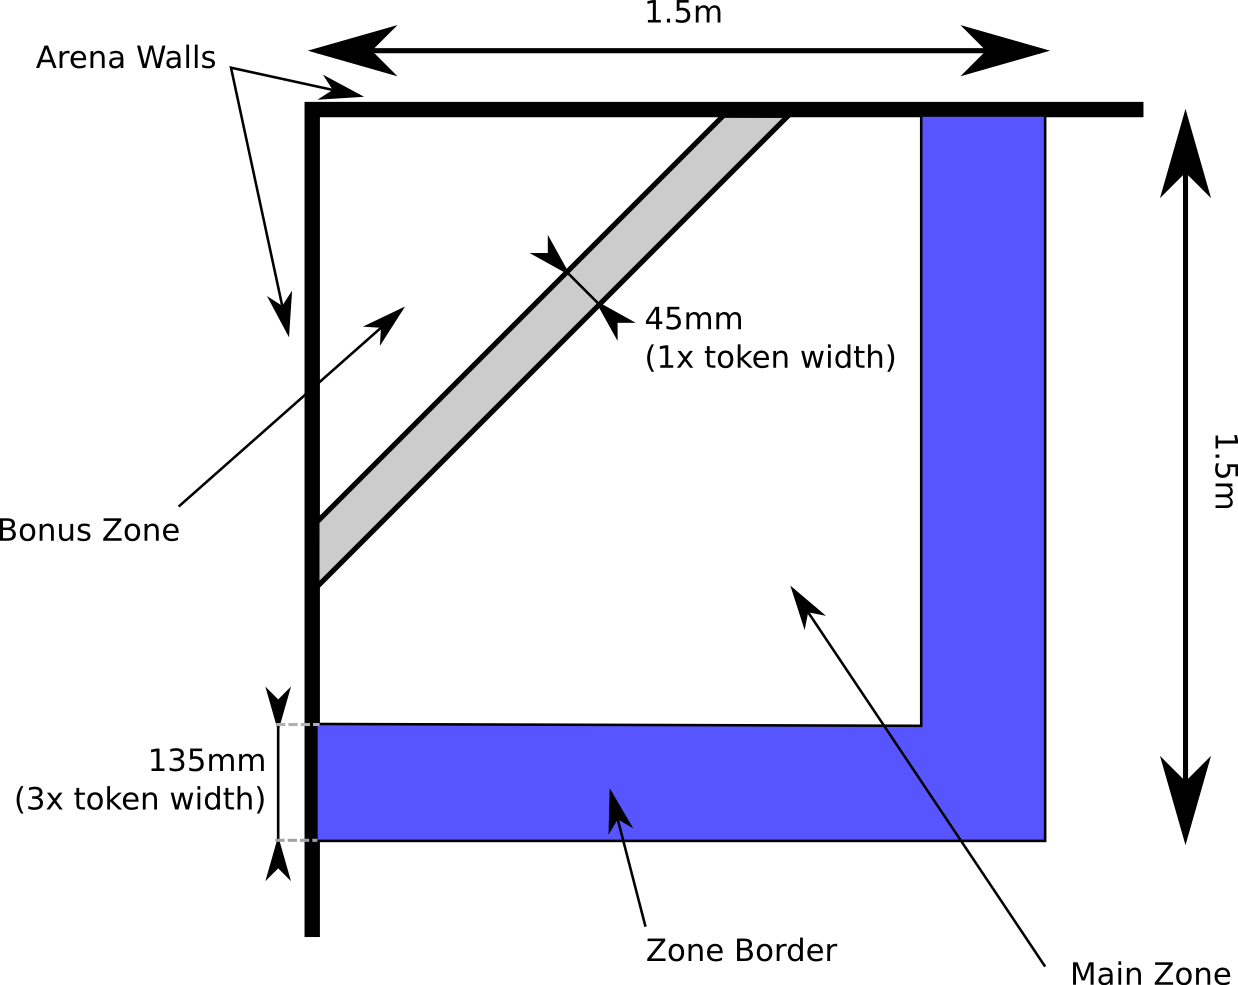 1.5m
Arena Walls
45mm
(1x token width)
1.5m
Bonus Zone
135mm
(3x token width)
Zone Border
Main Zone